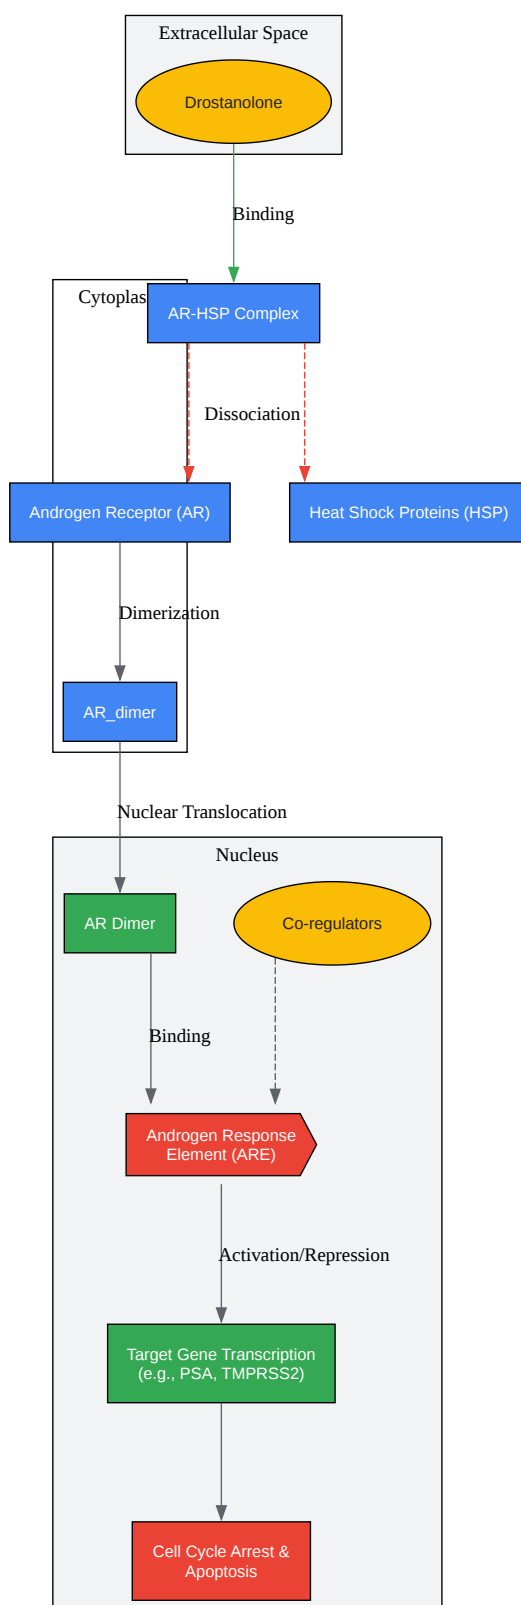 Extracellular Space
Drostanolone
Binding
Cytoplas
AR-HSP Complex
Dissociation
Androgen Receptor (AR)
Heat Shock Proteins (HSP)
Dimerization
AR_dimer
Nuclear Translocation
Nucleus
AR Dimer
Co-regulators
Binding
Androgen Response
Element (ARE)
Activation/Repression
Target Gene Transcription
(e.g., PSA, TMPRSS2)
Cell Cycle Arrest &
Apoptosis